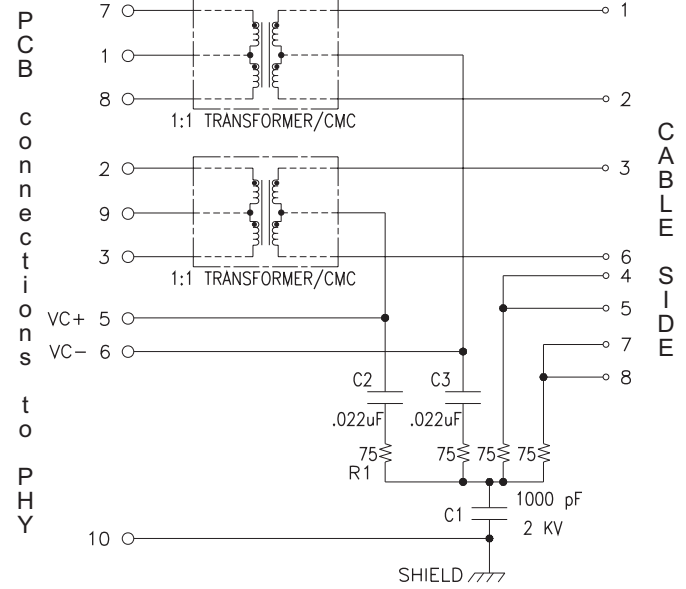 PCB connections to PHY
7
1
1
8
2
1:1 TRANSFORMER/CMC
2
3
9
3
6
1:1 TRANSFORMER/CMC
4
VC+ 5
5
VC- 6
7
8
C2
C3
.022uF
.022uF
75
75
75
75
R1
1000 pF
C1
2 KV
10
SHIELD
CABLE SIDE